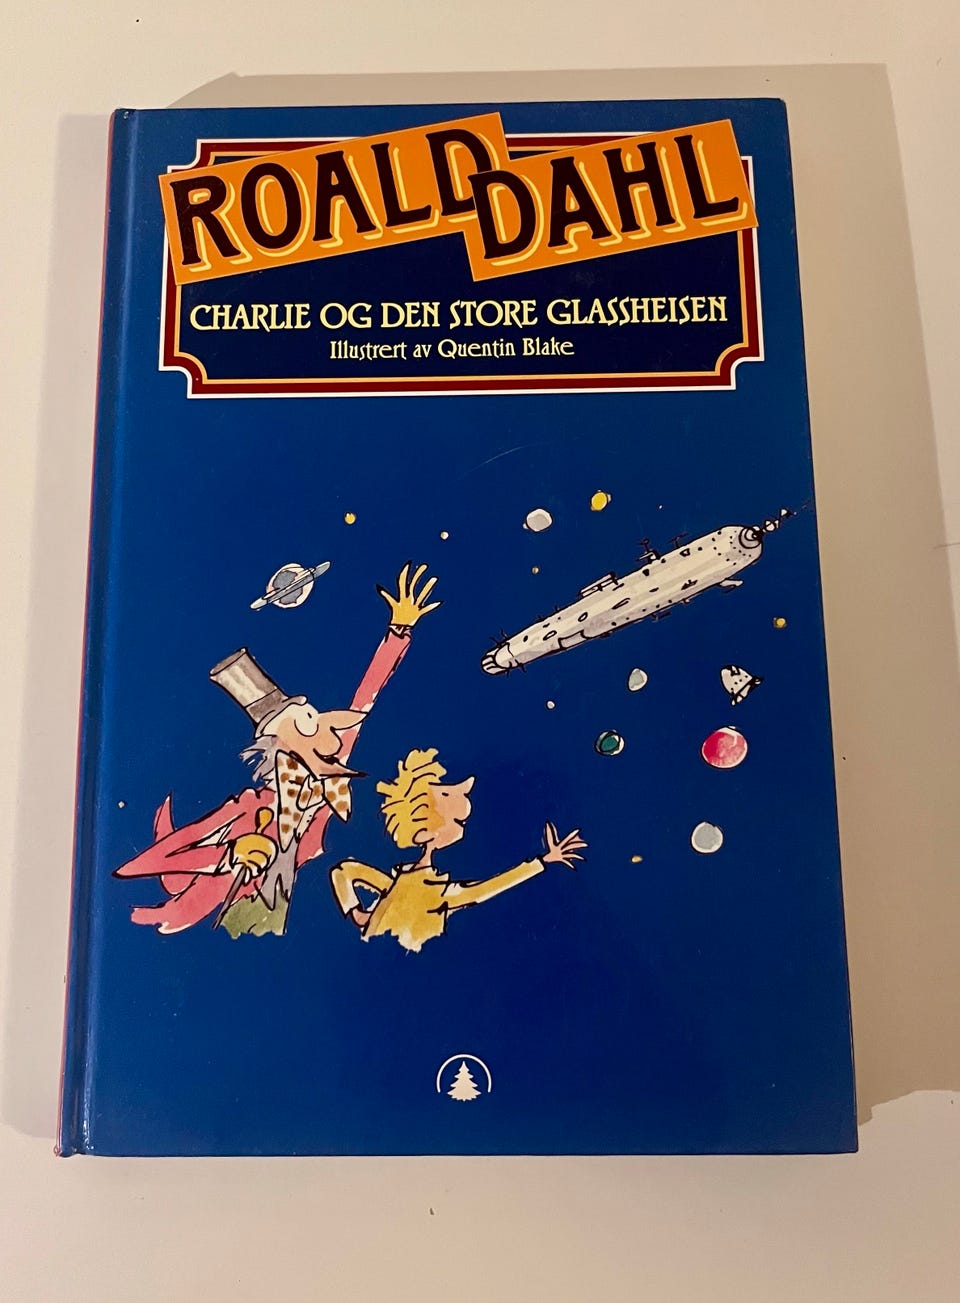 ROALD DAHL
CHARLIE OG DEN STORE GLASSHEISEN
Illustrert av Quentin Blake